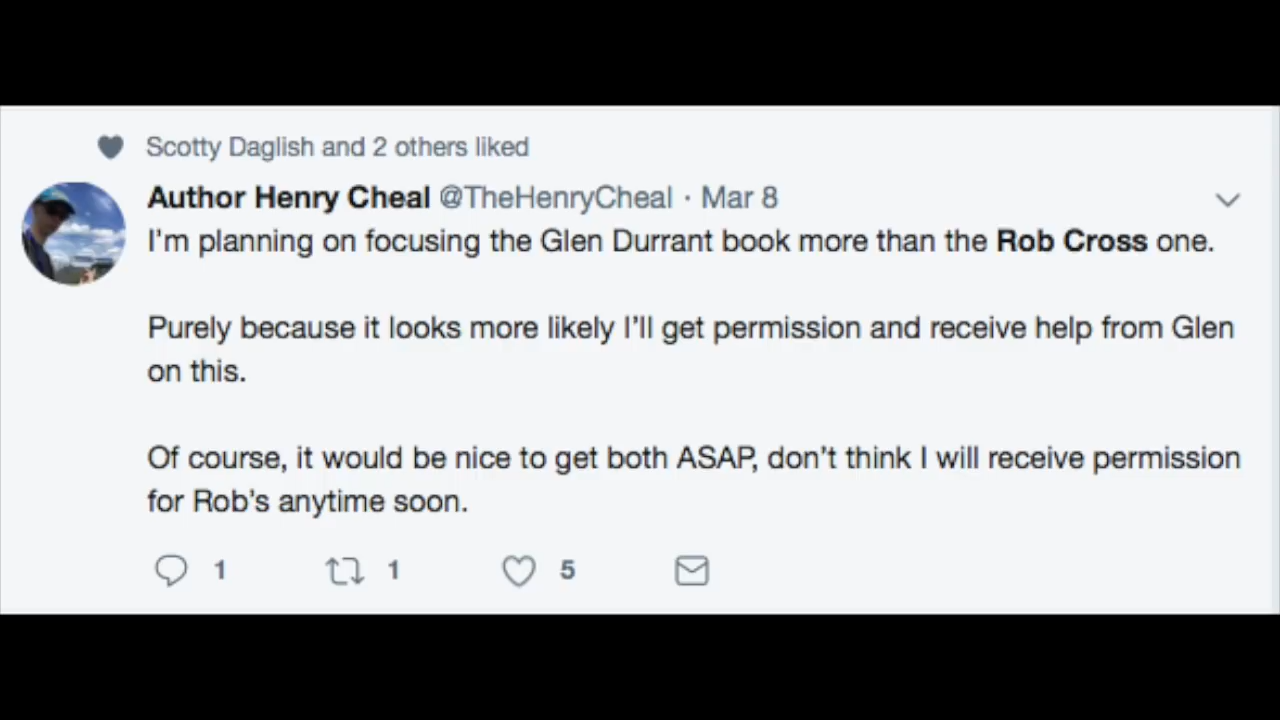 Scotty Daglish and 2 others liked
Author Henry Cheal @TheHenryCheal · Mar 8
I'm planning on focusing the Glen Durrant book more than the Rob Cross one.
Purely because it looks more likely I'll get permission and receive help from Glen
on this.
Of course, it would be nice to get both ASAP, don't think I will receive permission
for Rob's anytime soon.
1 1 5